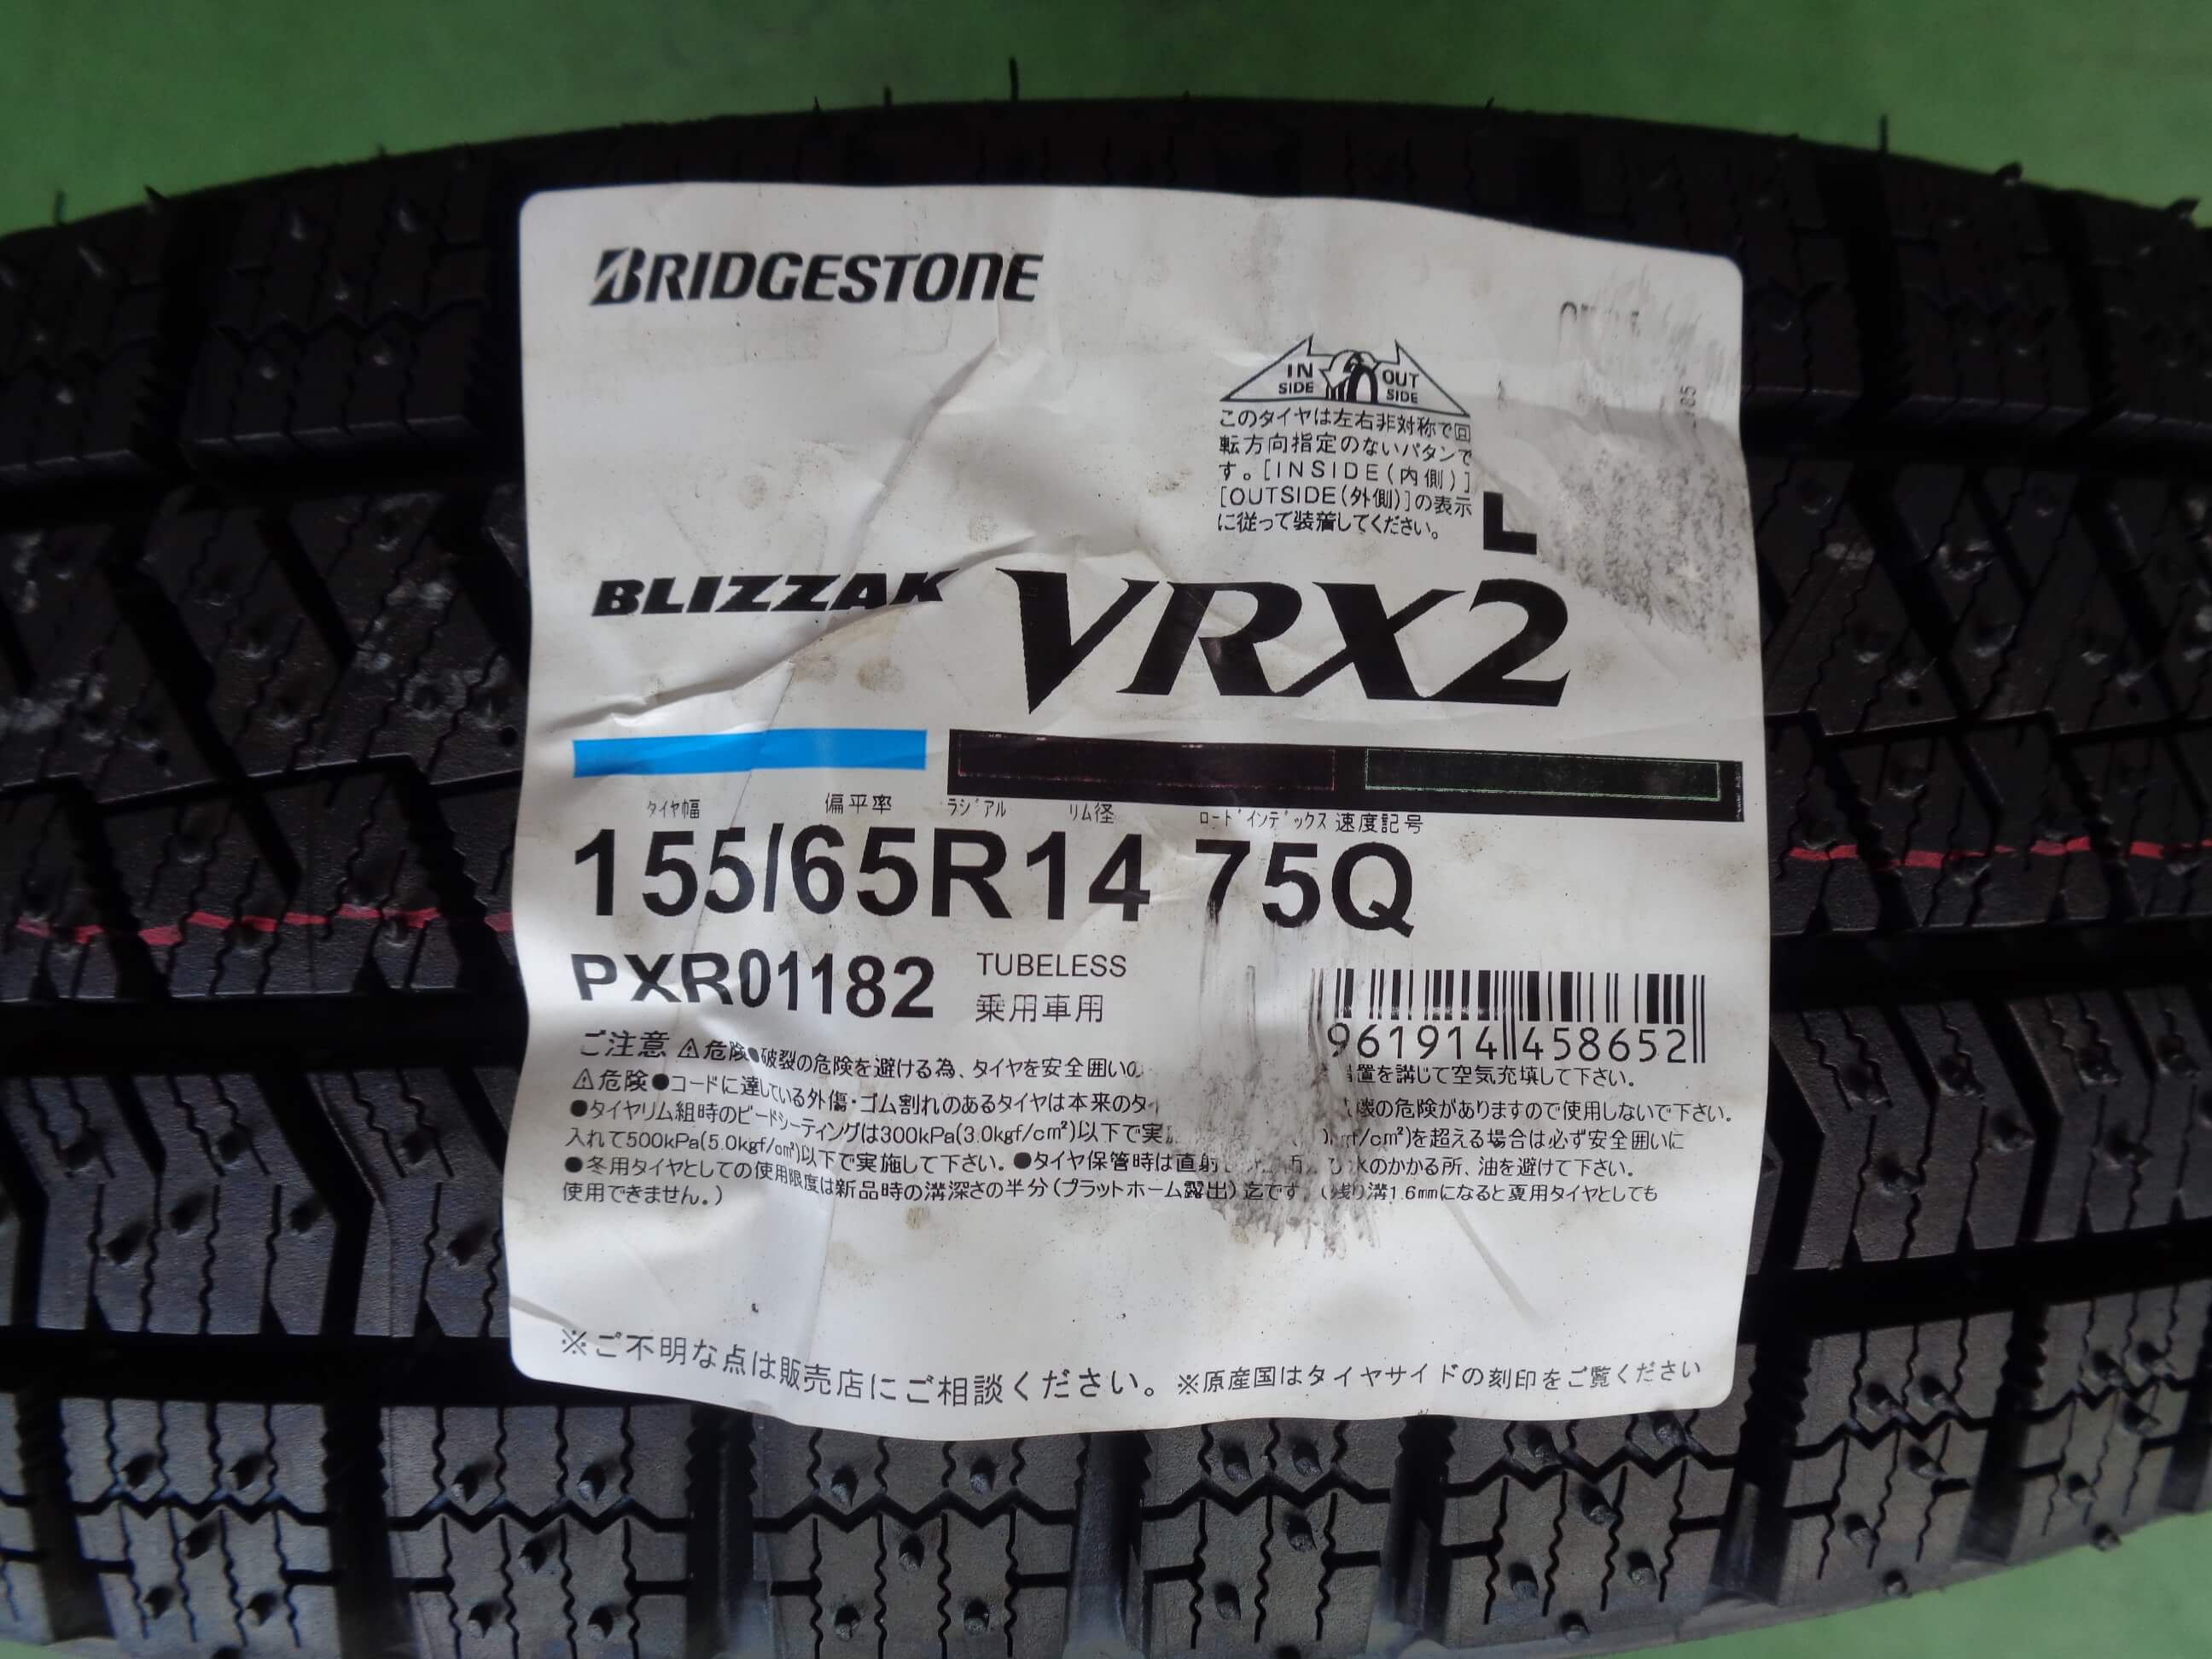 BRIDGESTONE
IN SIDE OUT SIDE
このタイヤは左右非対称で回
転方向指定のないパタンで
す。[INSIDE(内側)]
[OUTSIDE(外側)]の表示
に従って装着してください。
L
BLIZZAK VRX2
タイヤ幅 偏平率 ラジアル リム径 ロードインデックス 速度記号
155/65R14 75Q
PXR01182 TUBELESS
乗用車用
961914 458652
ご注意 ⚠危険●破裂の危険を避ける為、タイヤを安全囲いの 置を講じて空気充填して下さい。
⚠危険●コードに達している外傷・ゴム割れのあるタイヤは本来のタイ 壊の危険がありますので使用しないで下さい。
●タイヤリム組時のビードシーティングは300kPa(3.0kgf/cm²)以下で実施 kgf/cm²)を超える場合は必ず安全囲いに
入れて500kPa(5.0kgf/cm²)以下で実施して下さい。●タイヤ保管時は直射 水のかかる所、油を避けて下さい。
●冬用タイヤとしての使用限度は新品時の溝深さの半分(プラットホーム露出)迄です。(残り溝1.6mmになると夏用タイヤとしても
使用できません。)
※ご不明な点は販売店にご相談ください。※原産国はタイヤサイドの刻印をご覧ください